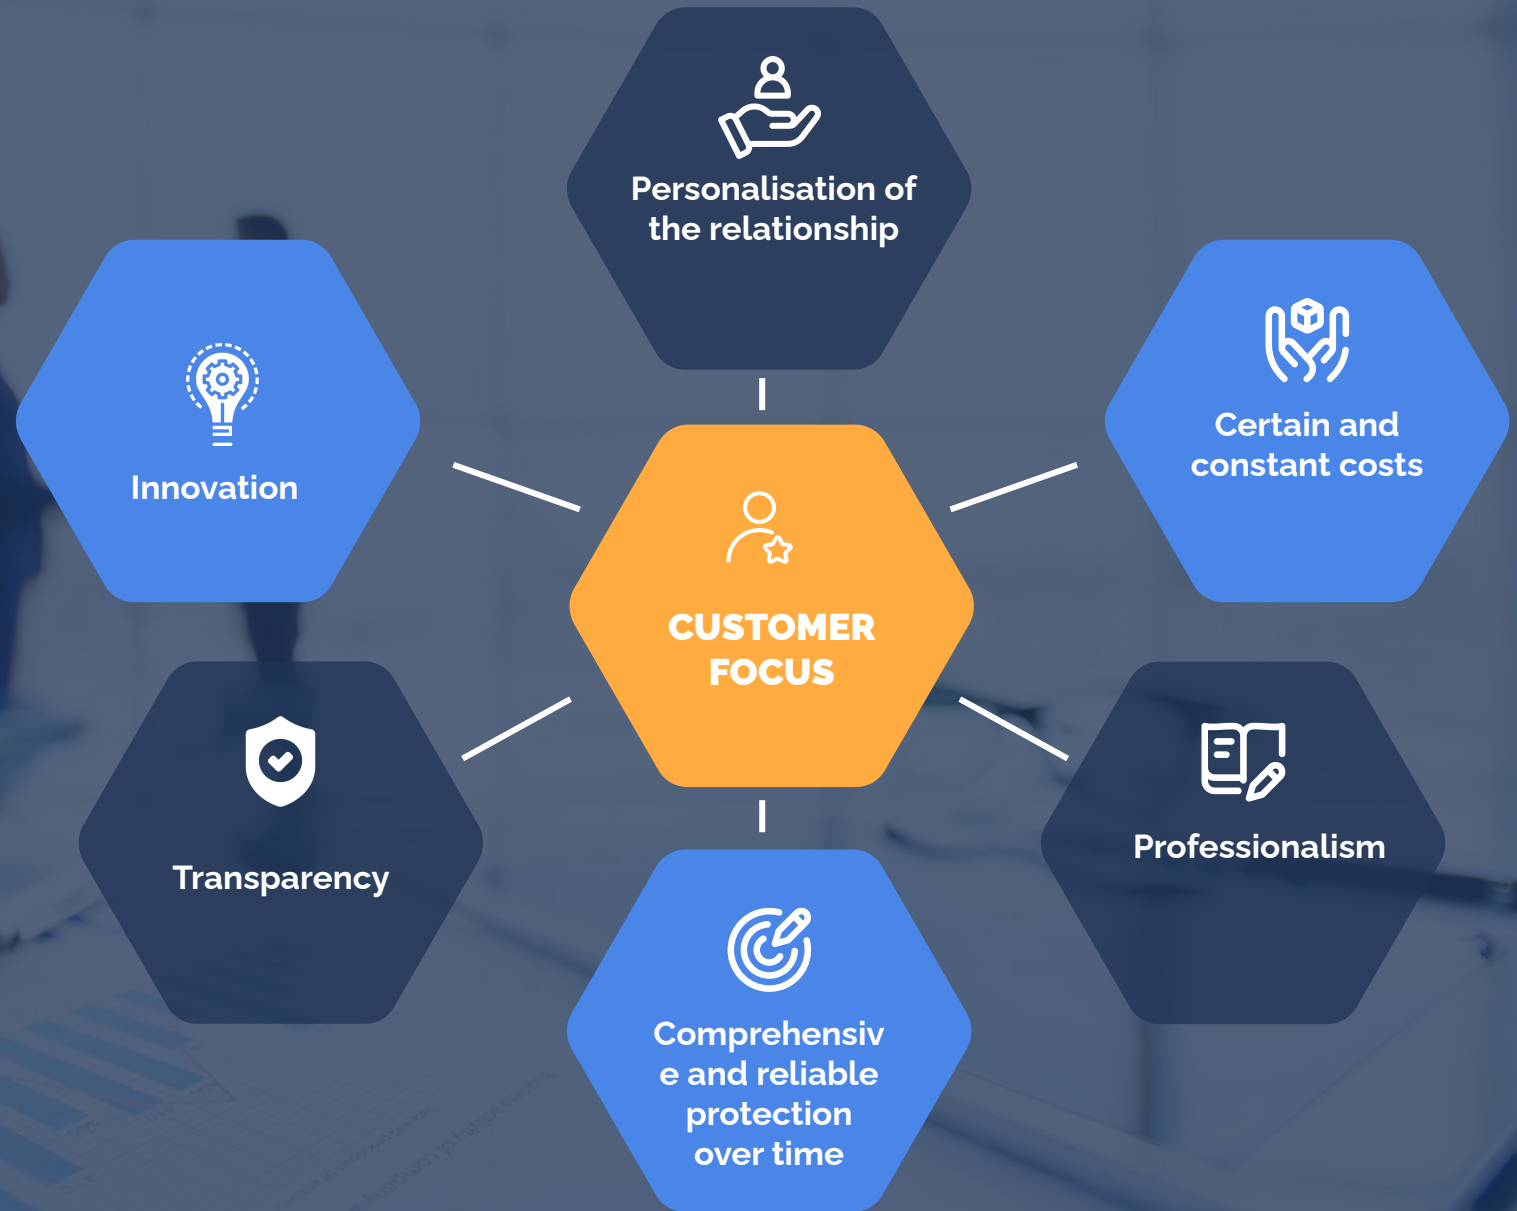 Personalisation of
the relationship
Innovation
Certain and
constant costs
CUSTOMER
FOCUS
Transparency
Professionalism
Comprehensiv
e and reliable
protection
over time